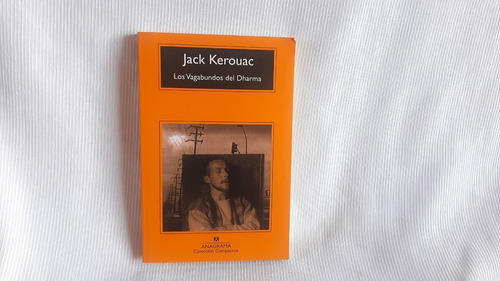 Jack Kerouac
Los Vagabundos del Dharma
ANAGRAMA
Colección Compactos